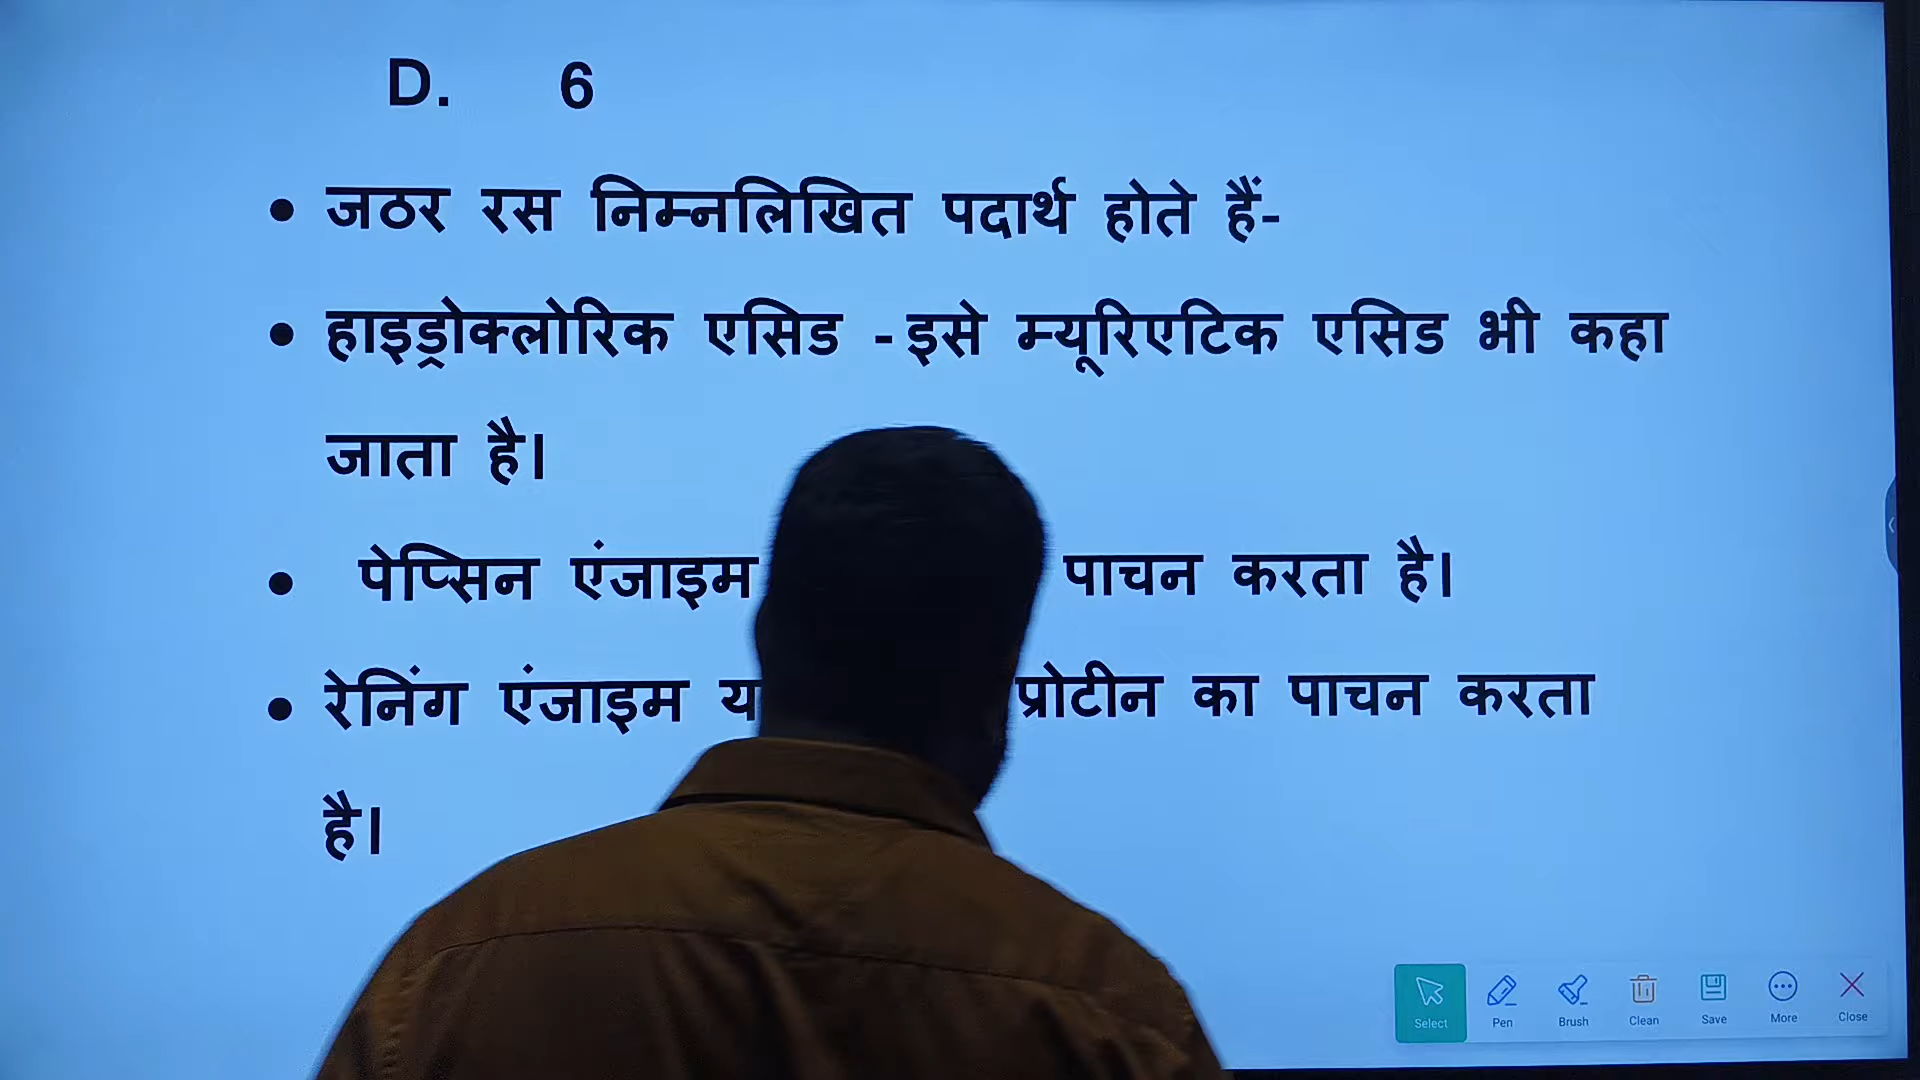 D. 6
• जठर रस निम्नलिखित पदार्थ होते हैं-
• हाइड्रोक्लोरिक एसिड - इसे म्यूरिएटिक एसिड भी कहा
जाता है।
• पेप्सिन एंजाइम पाचन करता है।
• रेनिंग एंजाइम प्रोटीन का पाचन करता
है।
Select Pen Brush Clean Save More Close